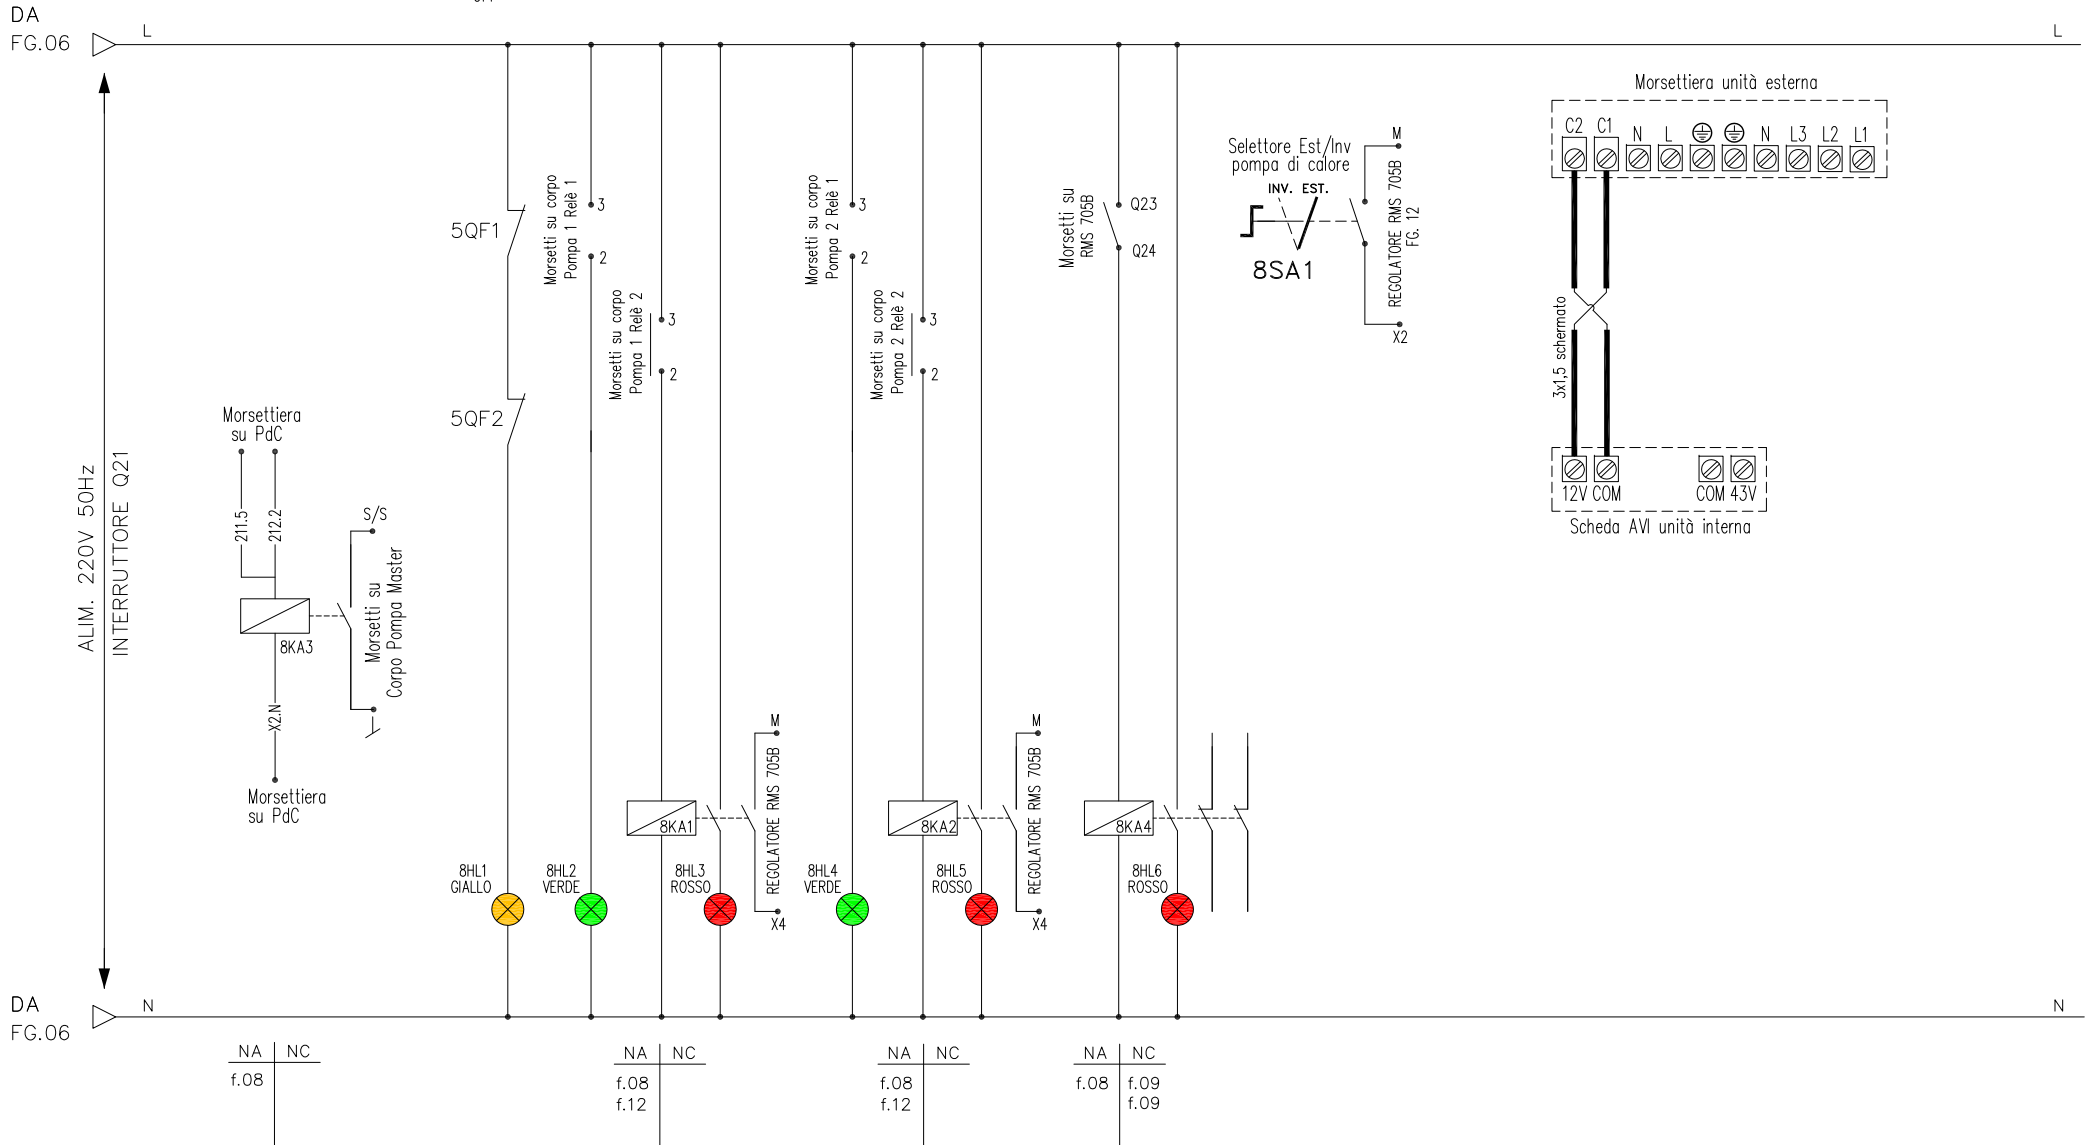 DA
FG.06
L
L
ALIM. 220V 50Hz
INTERRUTTORE Q21
Morsettiera
su PdC
211.5
212.2
8KA3
X2.N
Morsettiera
su PdC
S/S
Morsetti su
Corpo Pompa Master
5QF1
5QF2
8HL1
GIALLO
Morsetti su corpo
Pompa 1 Relè 1
3
2
8HL2
VERDE
Morsetti su corpo
Pompa 1 Relè 2
3
2
8KA1
8HL3
ROSSO
M
REGOLATORE RMS 705B
X4
Morsetti su corpo
Pompa 2 Relè 1
3
2
8HL4
VERDE
Morsetti su corpo
Pompa 2 Relè 2
3
2
8KA2
8HL5
ROSSO
M
REGOLATORE RMS 705B
X4
Morsetti su
RMS 705B
Q23
Q24
8KA4
8HL6
ROSSO
Selettore Est/Inv
pompa di calore
INV. EST.
8SA1
M
REGOLATORE RMS 705B
FG. 12
X2
Morsettiera unità esterna
C2 C1 N L N L3 L2 L1
3x1,5 schermato
12V COM COM 43V
Scheda AVI unità interna
DA
FG.06
N
N
NA NC
f.08
NA NC
f.08
f.12
NA NC
f.08
f.12
NA NC
f.08 f.09
f.09